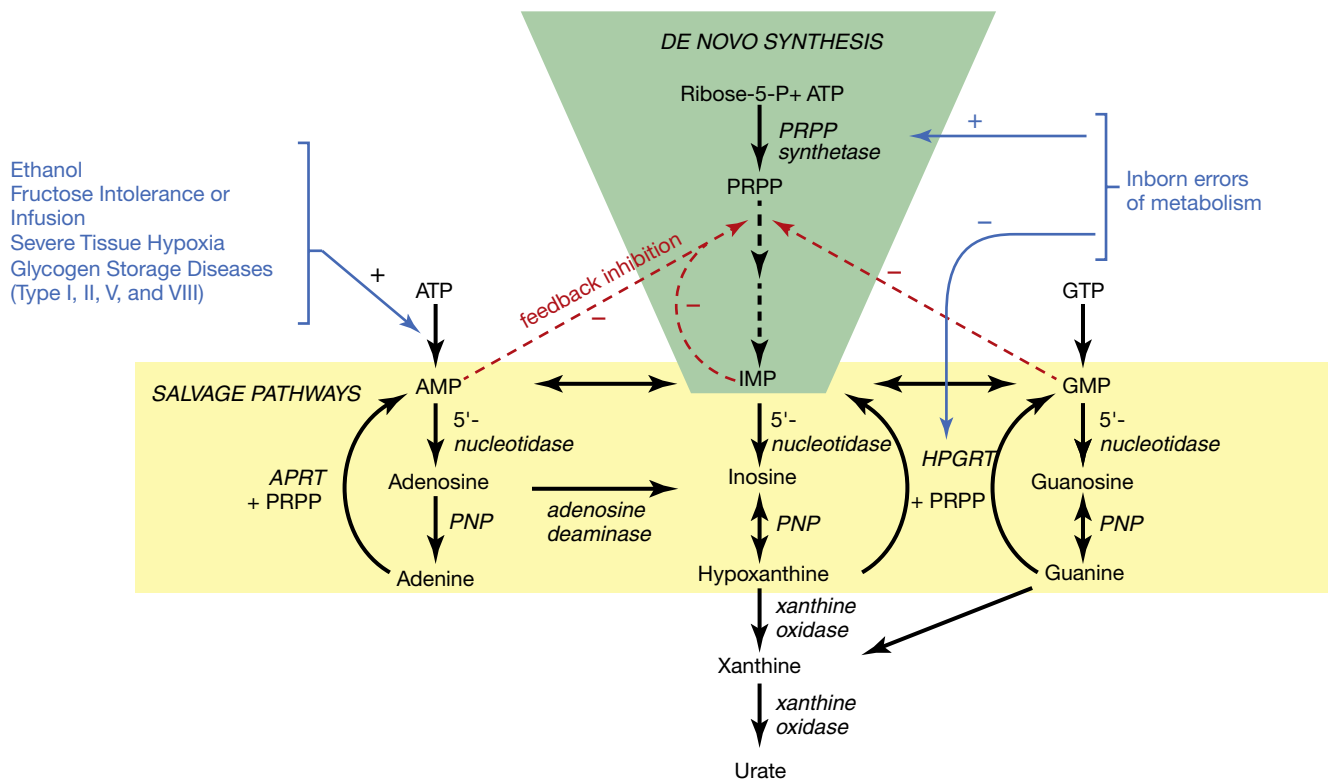 DE NOVO SYNTHESIS
Ribose-5-P+ ATP
PRPP
synthetase
+
PRPP
Inborn errors
of metabolism
–
Ethanol
Fructose Intolerance or
Infusion
Severe Tissue Hypoxia
Glycogen Storage Diseases
(Type I, II, V, and VIII)
+
feedback inhibition
–
–
–
ATP
GTP
SALVAGE PATHWAYS
AMP
IMP
GMP
5'-
nucleotidase
5'-
nucleotidase
5'-
nucleotidase
APRT
+ PRPP
HPGRT
+ PRPP
Adenosine
Inosine
Guanosine
PNP
adenosine
deaminase
PNP
PNP
Adenine
Hypoxanthine
Guanine
xanthine
oxidase
Xanthine
xanthine
oxidase
Urate